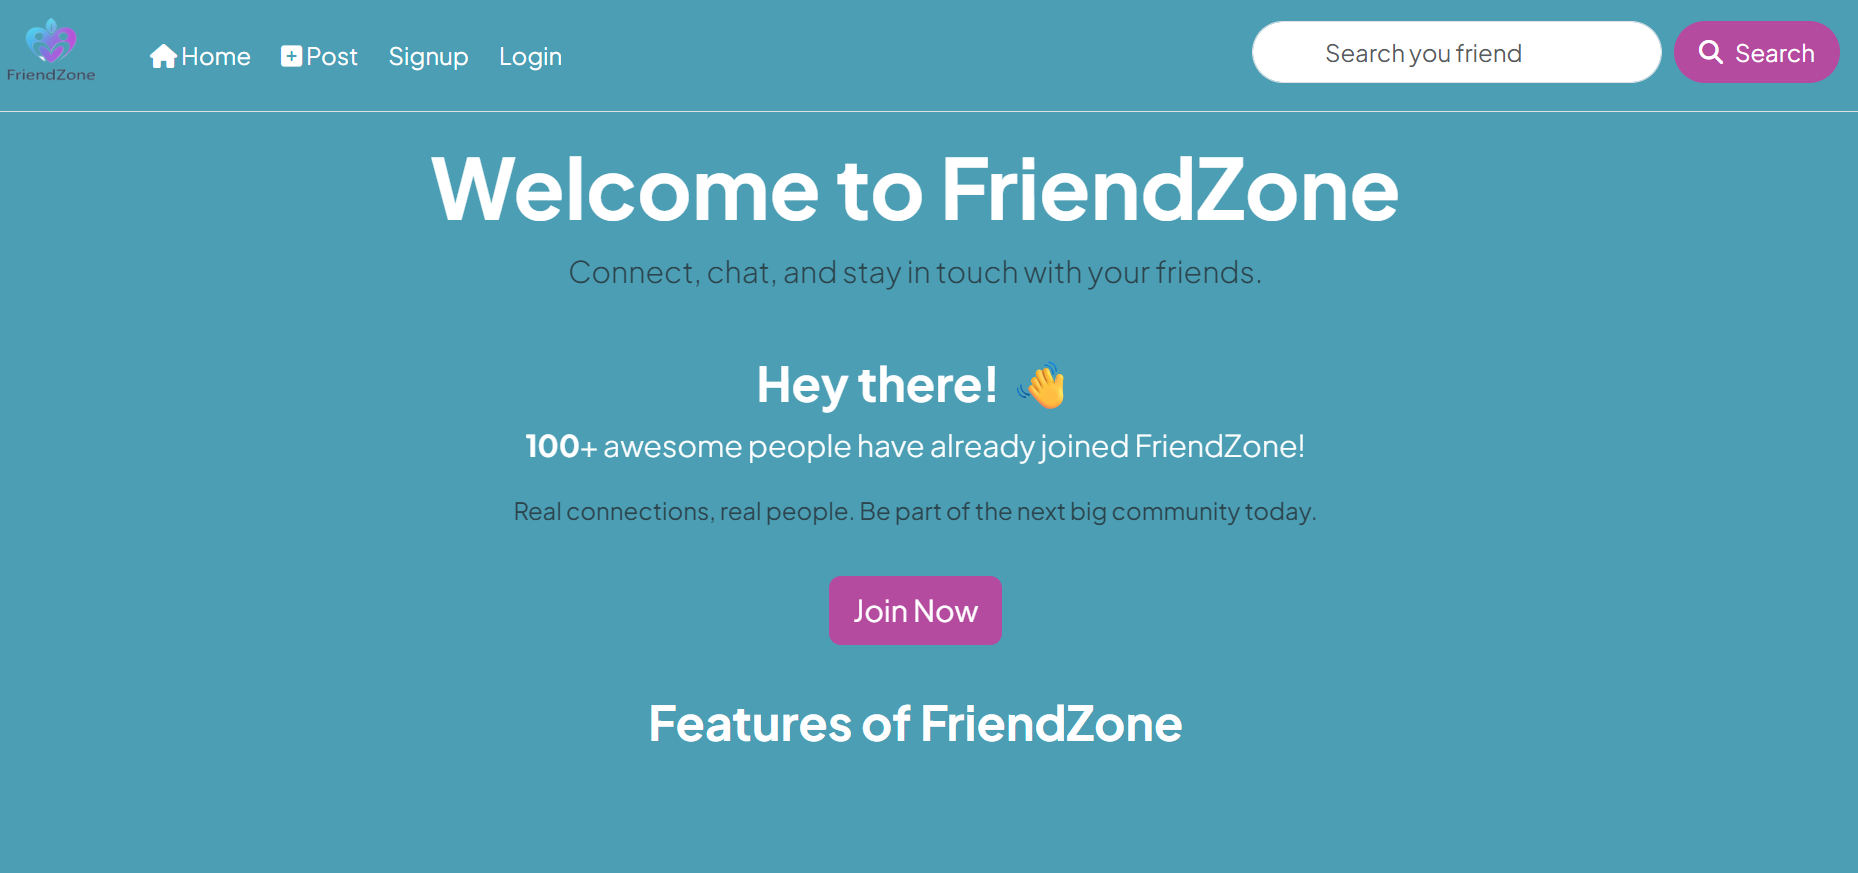 FriendZone
Home Post Signup Login
Search you friend
Search
Welcome to FriendZone
Connect, chat, and stay in touch with your friends.
Hey there! 👋
100+ awesome people have already joined FriendZone!
Real connections, real people. Be part of the next big community today.
Join Now
Features of FriendZone